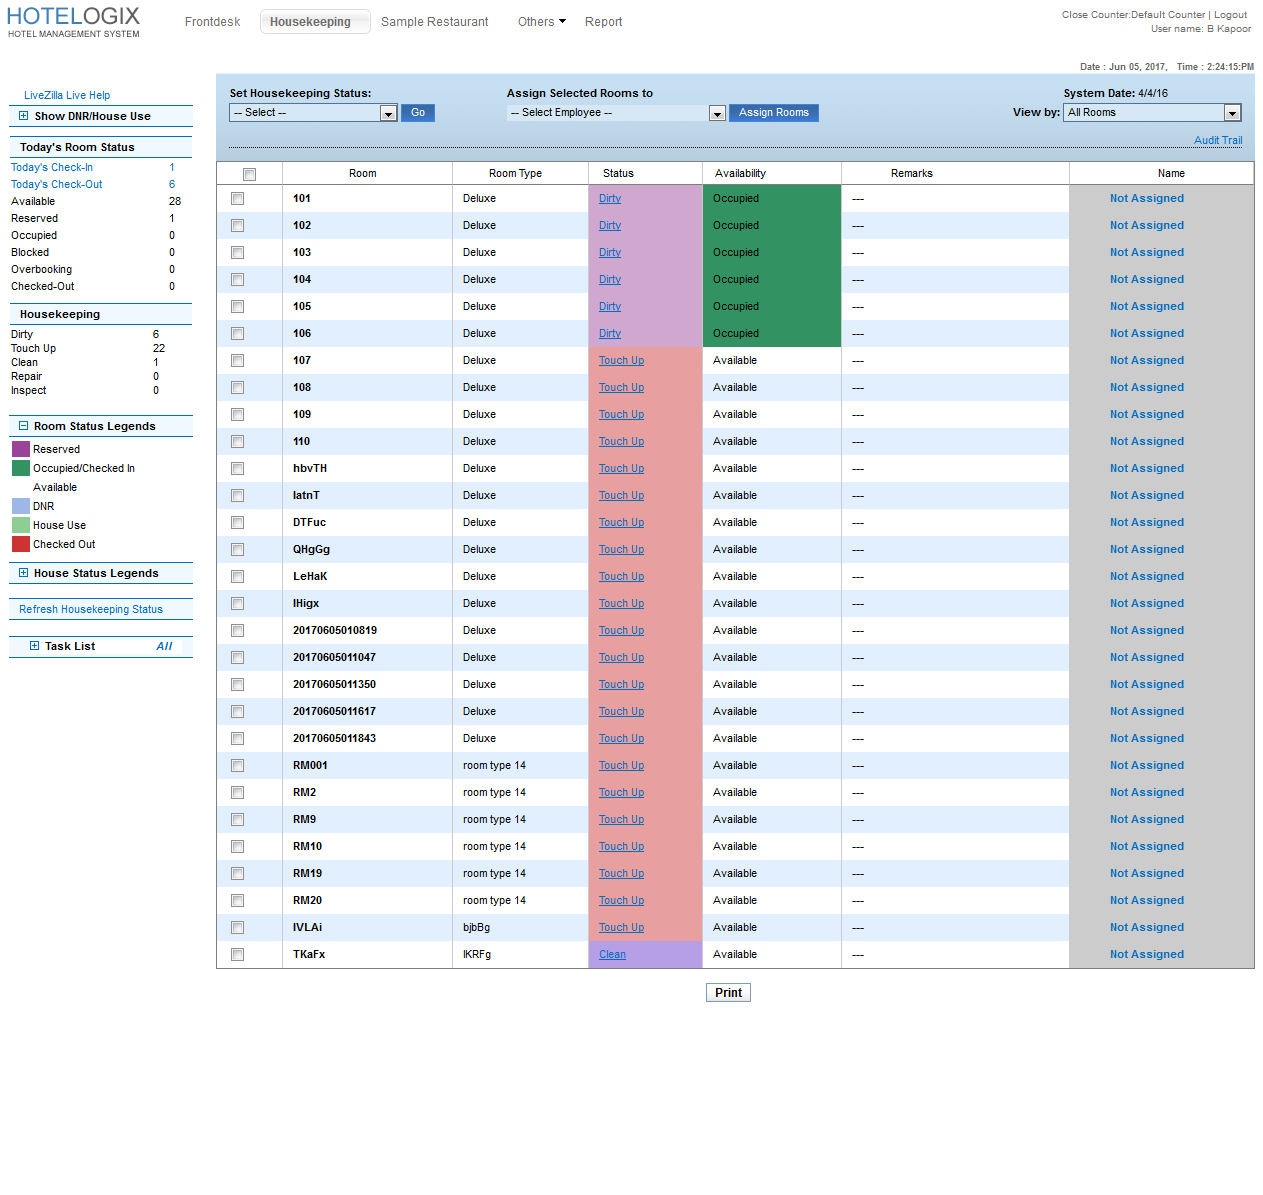 HOTELOGIX
HOTEL MANAGEMENT SYSTEM
Frontdesk Housekeeping Sample Restaurant Others Report
Close Counter:Default Counter | Logout
User name: B Kapoor
Date : Jun 05, 2017, Time : 2:24:15:PM
LiveZilla Live Help
Show DNR/House Use
Today's Room Status
Today's Check-In 1
Today's Check-Out 6
Available 28
Reserved 1
Occupied 0
Blocked 0
Overbooking 0
Checked-Out 0
Housekeeping
Dirty 6
Touch Up 22
Clean 1
Repair 0
Inspect 0
Room Status Legends
Reserved
Occupied/Checked In
Available
DNR
House Use
Checked Out
House Status Legends
Refresh Housekeeping Status
Task List All
Set Housekeeping Status: Assign Selected Rooms to System Date: 4/4/16
-- Select -- Go -- Select Employee -- Assign Rooms View by: All Rooms
Audit Trail
Room Room Type Status Availability Remarks Name
101 Deluxe Dirty Occupied --- Not Assigned
102 Deluxe Dirty Occupied --- Not Assigned
103 Deluxe Dirty Occupied --- Not Assigned
104 Deluxe Dirty Occupied --- Not Assigned
105 Deluxe Dirty Occupied --- Not Assigned
106 Deluxe Dirty Occupied --- Not Assigned
107 Deluxe Touch Up Available --- Not Assigned
108 Deluxe Touch Up Available --- Not Assigned
109 Deluxe Touch Up Available --- Not Assigned
110 Deluxe Touch Up Available --- Not Assigned
hbvTH Deluxe Touch Up Available --- Not Assigned
IatnT Deluxe Touch Up Available --- Not Assigned
DTFuc Deluxe Touch Up Available --- Not Assigned
QHgGg Deluxe Touch Up Available --- Not Assigned
LeHaK Deluxe Touch Up Available --- Not Assigned
IHigx Deluxe Touch Up Available --- Not Assigned
20170605010819 Deluxe Touch Up Available --- Not Assigned
20170605011047 Deluxe Touch Up Available --- Not Assigned
20170605011350 Deluxe Touch Up Available --- Not Assigned
20170605011617 Deluxe Touch Up Available --- Not Assigned
20170605011843 Deluxe Touch Up Available --- Not Assigned
RM001 room type 14 Touch Up Available --- Not Assigned
RM2 room type 14 Touch Up Available --- Not Assigned
RM9 room type 14 Touch Up Available --- Not Assigned
RM10 room type 14 Touch Up Available --- Not Assigned
RM19 room type 14 Touch Up Available --- Not Assigned
RM20 room type 14 Touch Up Available --- Not Assigned
IVLAi bjbBg Touch Up Available --- Not Assigned
TKaFx IKRFg Clean Available --- Not Assigned
Print